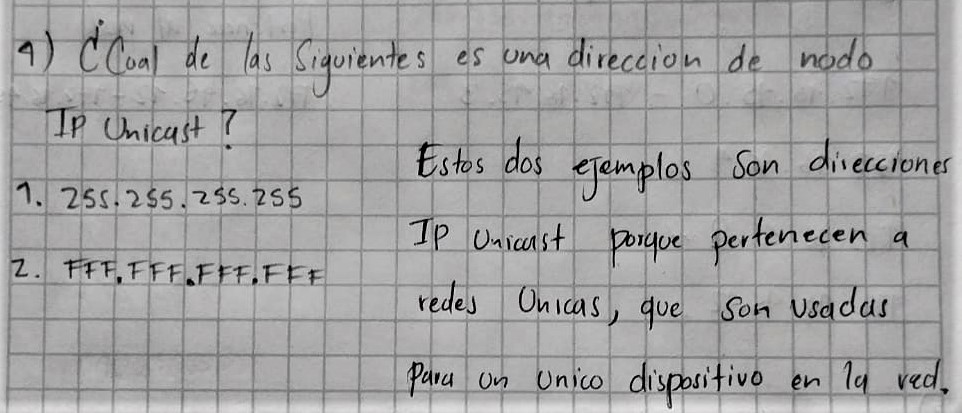 9) ¿Cual de las Siguientes es una direccion de nodo
IP Unicast?
1. 255.255.255.255
2. FFF.FFF.FFF.FFF
Estos dos ejemplos Son direcciones
IP Unicast porque pertenecen a
redes Unicas, que son usadas
para un Unico dispositivo en la red.